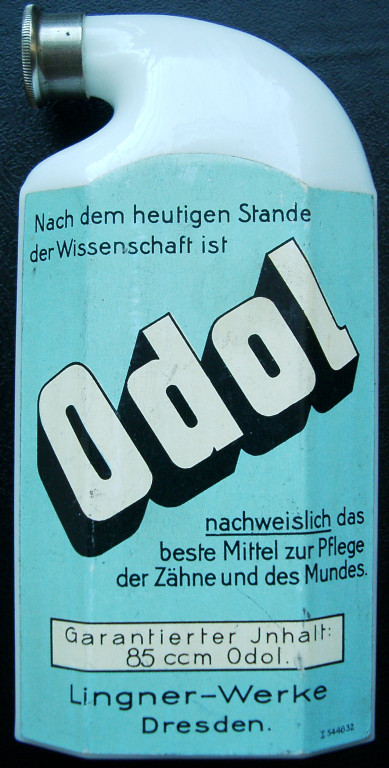 Nach dem heutigen Stande
der Wissenschaft ist
Odol
nachweislich das
beste Mittel zur Pflege
der Zähne und des Mundes.
Garantierter Jnhalt:
85 ccm Odol.
Lingner-Werke
Dresden.
I 544032